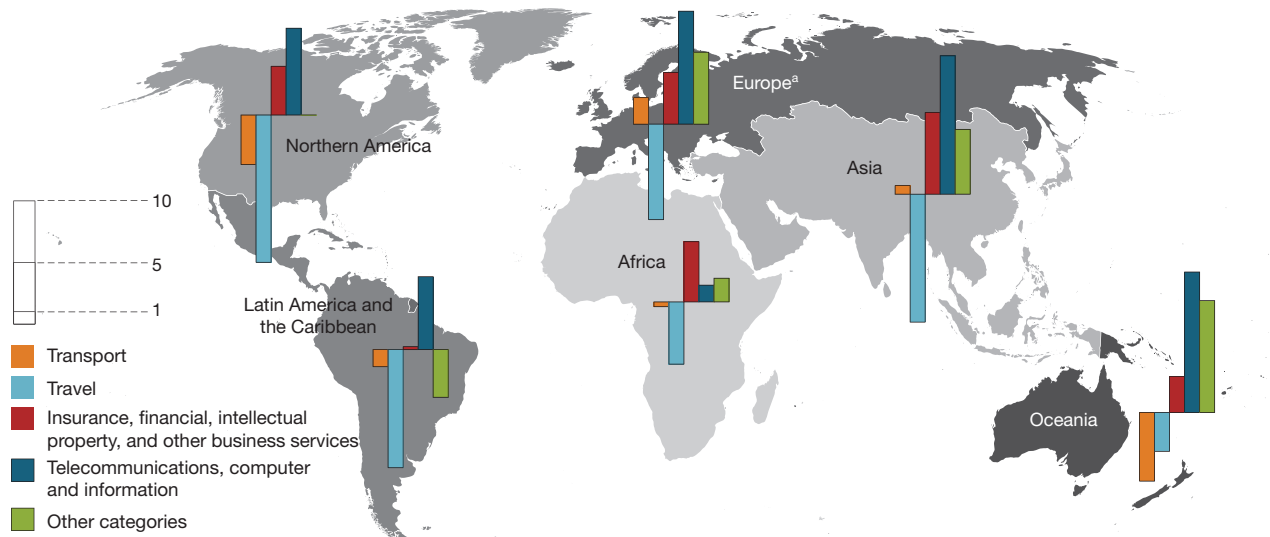 Europeᵃ
Northern America
Asia
10
5
1
Africa
Latin America and
the Caribbean
Oceania
Transport
Travel
Insurance, financial, intellectual
property, and other business services
Telecommunications, computer
and information
Other categories